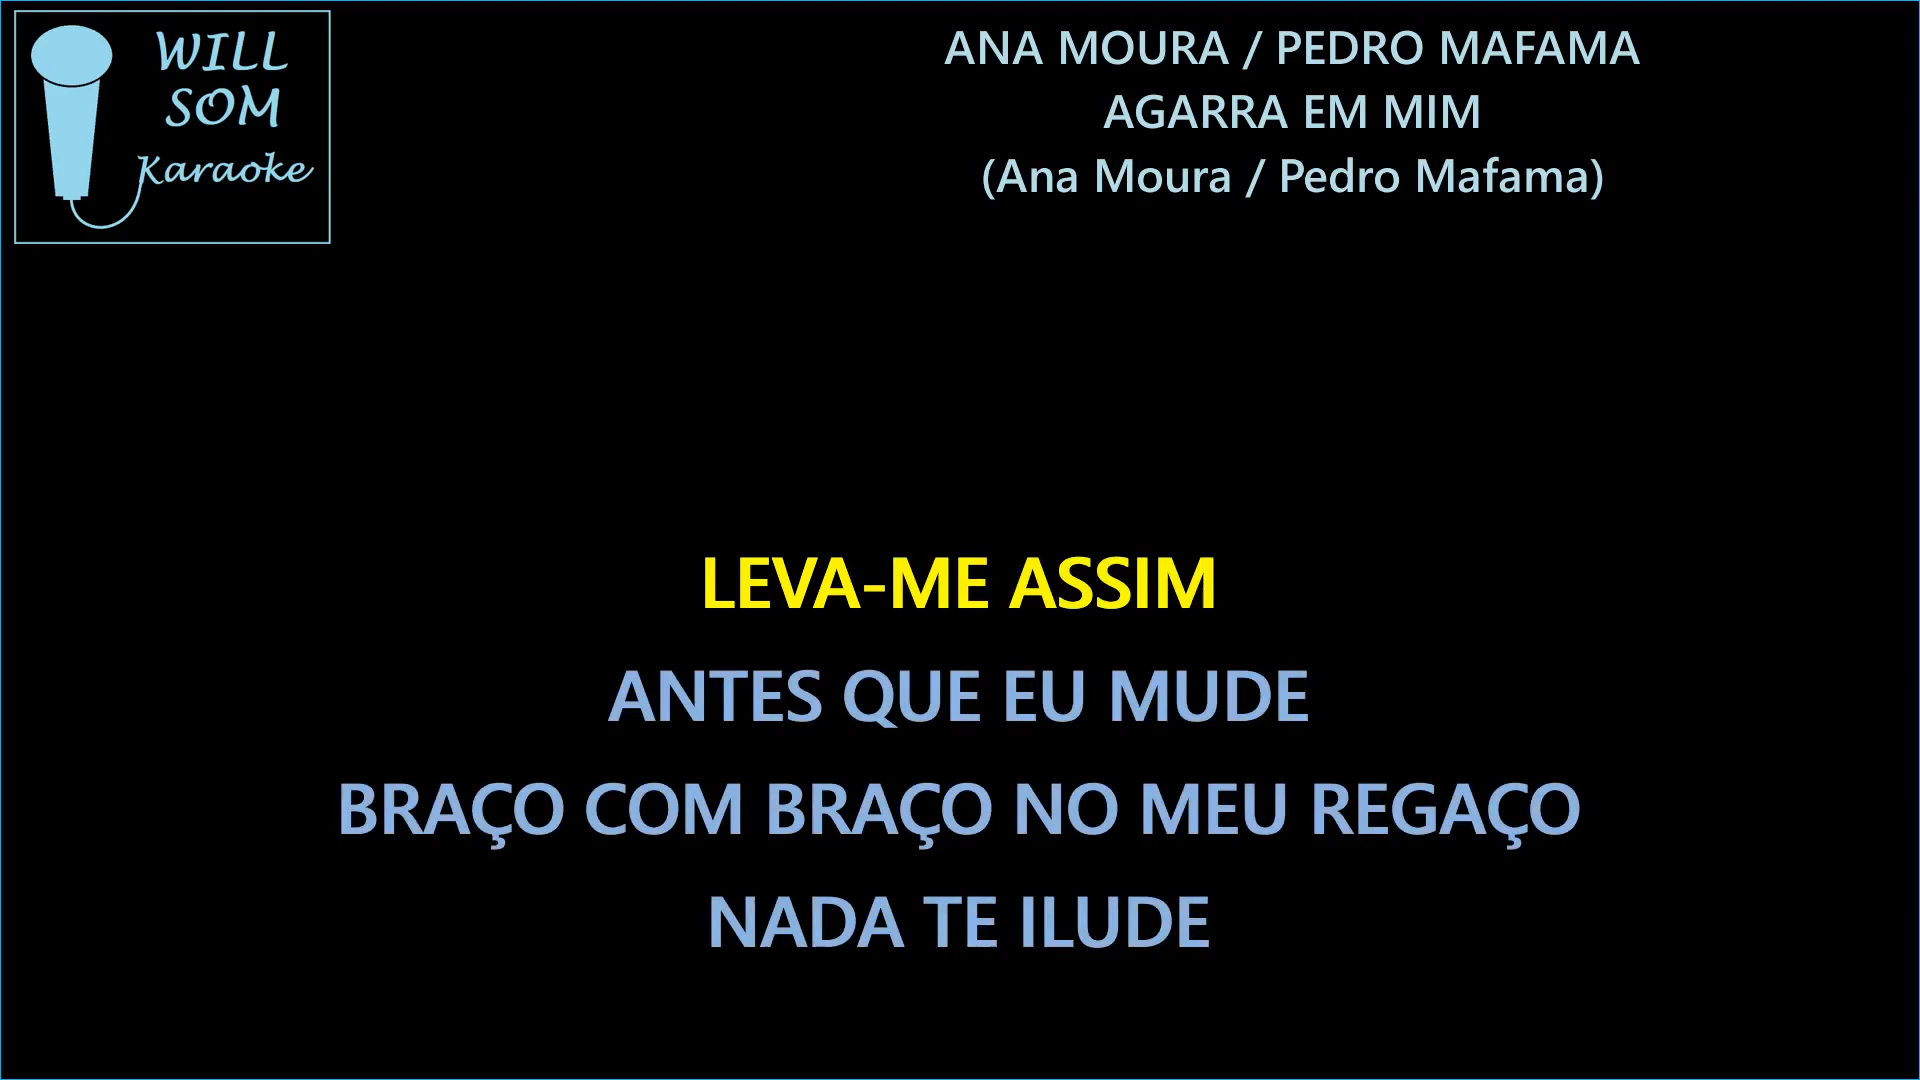 WILL
SOM
Karaoke
ANA MOURA / PEDRO MAFAMA
AGARRA EM MIM
(Ana Moura / Pedro Mafama)
LEVA-ME ASSIM
ANTES QUE EU MUDE
BRAÇO COM BRAÇO NO MEU REGAÇO
NADA TE ILUDE